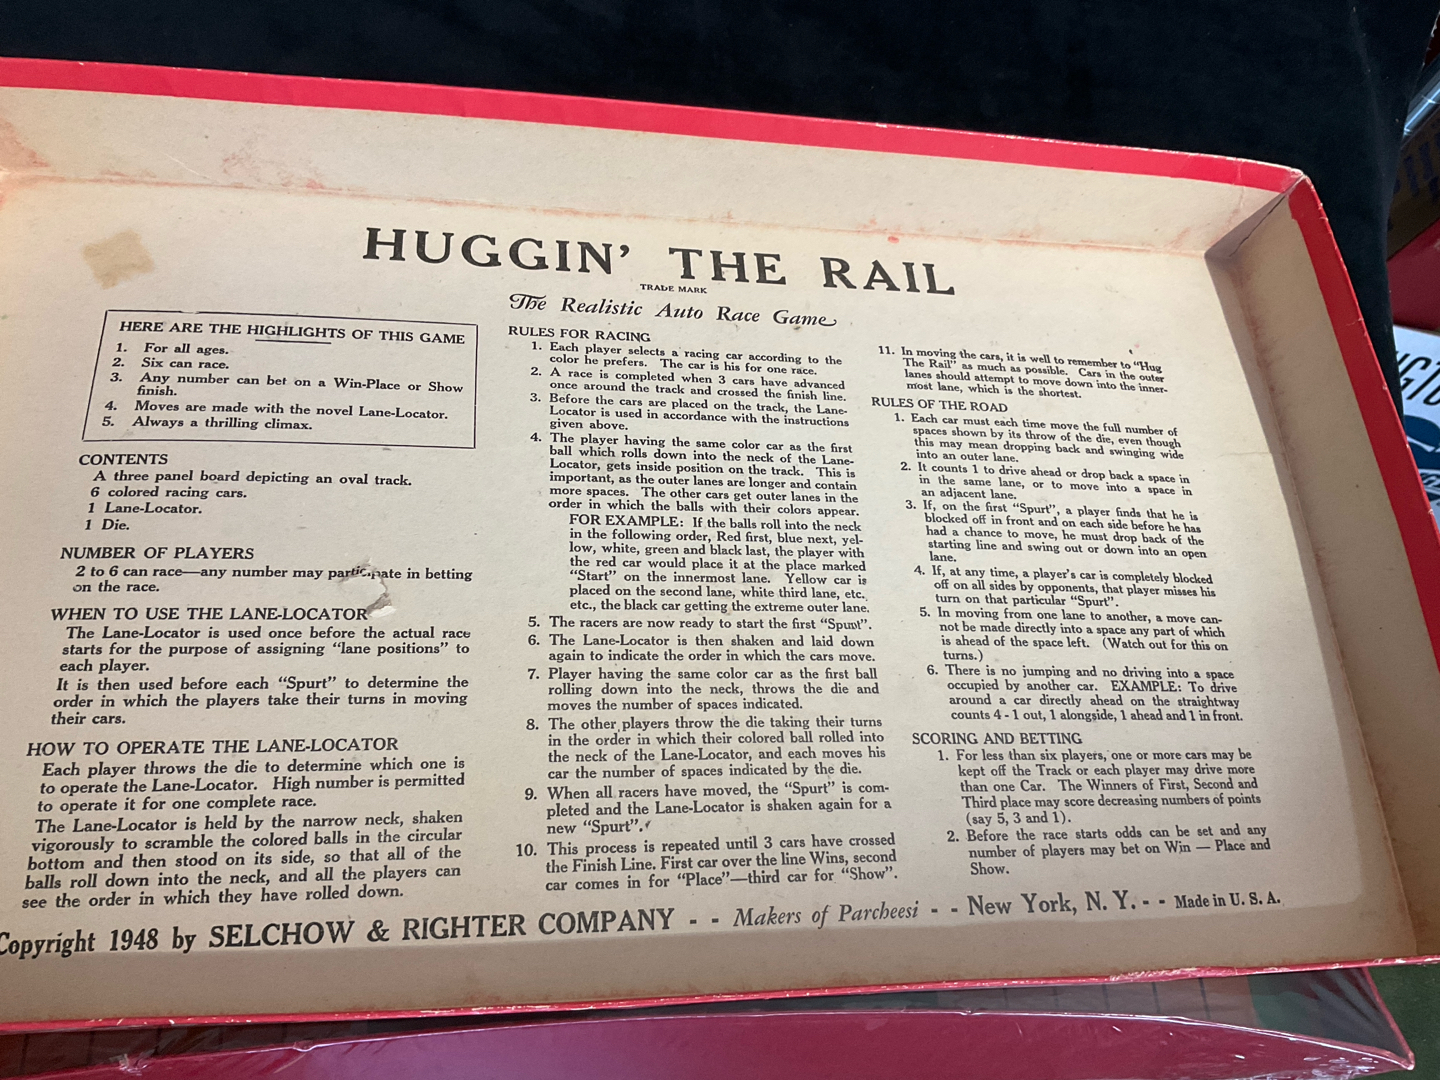 HUGGIN' THE RAIL
TRADE MARK
The Realistic Auto Race Game
HERE ARE THE HIGHLIGHTS OF THIS GAME
1. For all ages.
2. Six can race.
3. Any number can bet on a Win-Place or Show
finish.
4. Moves are made with the novel Lane-Locator.
5. Always a thrilling climax.
CONTENTS
A three panel board depicting an oval track.
6 colored racing cars.
1 Lane-Locator.
1 Die.
NUMBER OF PLAYERS
2 to 6 can race—any number may participate in betting
on the race.
WHEN TO USE THE LANE-LOCATOR
The Lane-Locator is used once before the actual race
starts for the purpose of assigning "lane positions" to
each player.
It is then used before each "Spurt" to determine the
order in which the players take their turns in moving
their cars.
HOW TO OPERATE THE LANE-LOCATOR
Each player throws the die to determine which one is
to operate the Lane-Locator. High number is permitted
to operate it for one complete race.
The Lane-Locator is held by the narrow neck, shaken
vigorously to scramble the colored balls in the circular
bottom and then stood on its side, so that all of the
balls roll down into the neck, and all the players can
see the order in which they have rolled down.
RULES FOR RACING
1. Each player selects a racing car according to the
color he prefers. The car is his for one race.
2. A race is completed when 3 cars have advanced
once around the track and crossed the finish line.
3. Before the cars are placed on the track, the Lane-
Locator is used in accordance with the instructions
given above.
4. The player having the same color car as the first
ball which rolls down into the neck of the Lane-
Locator, gets inside position on the track. This is
important, as the outer lanes are longer and contain
more spaces. The other cars get outer lanes in the
order in which the balls with their colors appear.
FOR EXAMPLE: If the balls roll into the neck
in the following order, Red first, blue next, yel-
low, white, green and black last, the player with
the red car would place it at the place marked
"Start" on the innermost lane. Yellow car is
placed on the second lane, white third lane, etc.,
etc., the black car getting the extreme outer lane.
5. The racers are now ready to start the first "Spurt".
6. The Lane-Locator is then shaken and laid down
again to indicate the order in which the cars move.
7. Player having the same color car as the first ball
rolling down into the neck, throws the die and
moves the number of spaces indicated.
8. The other players throw the die taking their turns
in the order in which their colored ball rolled into
the neck of the Lane-Locator, and each moves his
car the number of spaces indicated by the die.
9. When all racers have moved, the "Spurt" is com-
pleted and the Lane-Locator is shaken again for a
new "Spurt".
10. This process is repeated until 3 cars have crossed
the Finish Line. First car over the line Wins, second
car comes in for "Place"—third car for "Show".
11. In moving the cars, it is well to remember to "Hug
The Rail" as much as possible. Cars in the outer
lanes should attempt to move down into the inner-
most lane, which is the shortest.
RULES OF THE ROAD
1. Each car must each time move the full number of
spaces shown by its throw of the die, even though
this may mean dropping back and swinging wide
into an outer lane.
2. It counts 1 to drive ahead or drop back a space in
in the same lane, or to move into a space in
an adjacent lane.
3. If, on the first "Spurt", a player finds that he is
blocked off in front and on each side before he has
had a chance to move, he must drop back of the
starting line and swing out or down into an open
lane.
4. If, at any time, a player's car is completely blocked
off on all sides by opponents, that player misses his
turn on that particular "Spurt".
5. In moving from one lane to another, a move can-
not be made directly into a space any part of which
is ahead of the space left. (Watch out for this on
turns.)
6. There is no jumping and no driving into a space
occupied by another car. EXAMPLE: To drive
around a car directly ahead on the straightway
counts 4 - 1 out, 1 alongside, 1 ahead and 1 in front.
SCORING AND BETTING
1. For less than six players, one or more cars may be
kept off the Track or each player may drive more
than one Car. The Winners of First, Second and
Third place may score decreasing numbers of points
(say 5, 3 and 1).
2. Before the race starts odds can be set and any
number of players may bet on Win — Place and
Show.
Copyright 1948 by SELCHOW & RIGHTER COMPANY - - Makers of Parcheesi - - New York, N. Y. - - Made in U. S. A.